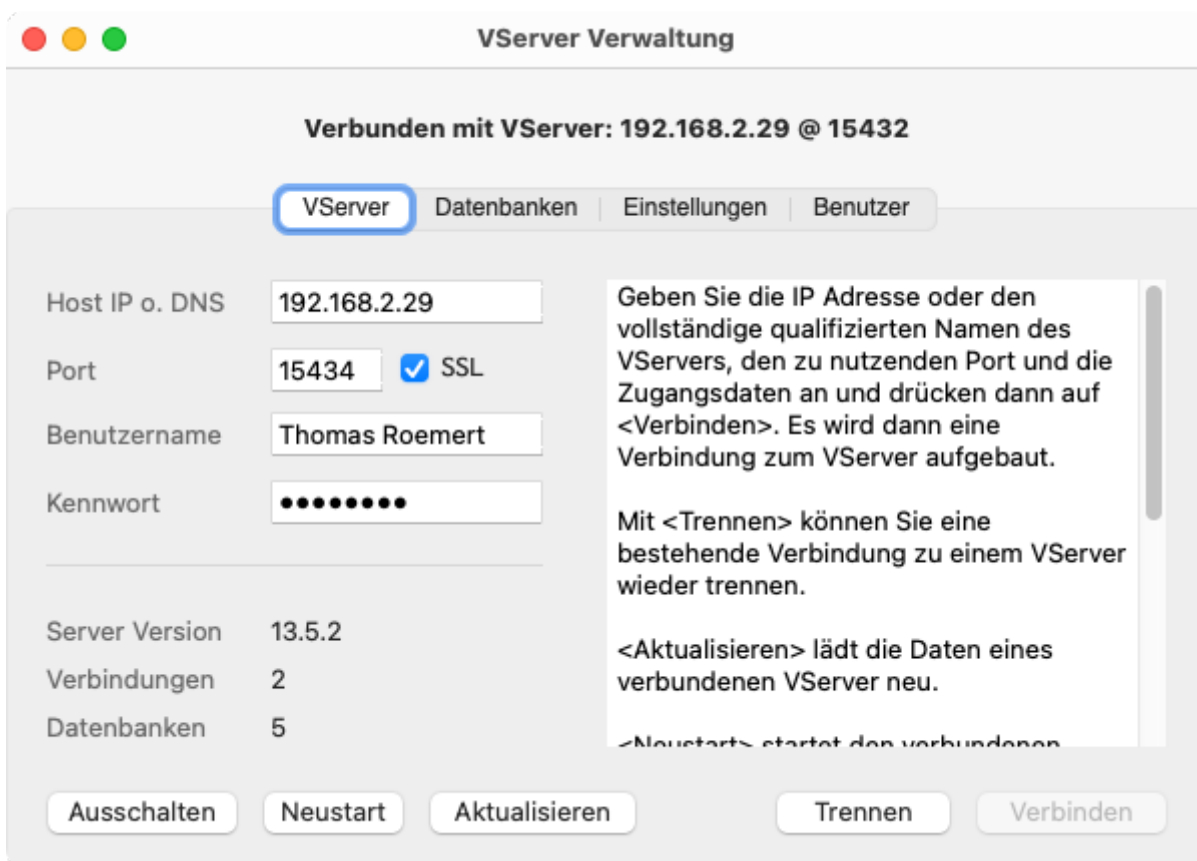 VServer Verwaltung
Verbunden mit VServer: 192.168.2.29 @ 15432
VServer Datenbanken Einstellungen Benutzer
Host IP o. DNS 192.168.2.29
Port 15434 SSL
Benutzername Thomas Roemert
Kennwort ••••••••
Server Version 13.5.2
Verbindungen 2
Datenbanken 5
Geben Sie die IP Adresse oder den
vollständige qualifizierten Namen des
VServers, den zu nutzenden Port und die
Zugangsdaten an und drücken dann auf
<Verbinden>. Es wird dann eine
Verbindung zum VServer aufgebaut.
Mit <Trennen> können Sie eine
bestehende Verbindung zu einem VServer
wieder trennen.
<Aktualisieren> lädt die Daten eines
verbundenen VServer neu.
<Neustart> startet den verbundenen
Ausschalten Neustart Aktualisieren Trennen Verbinden